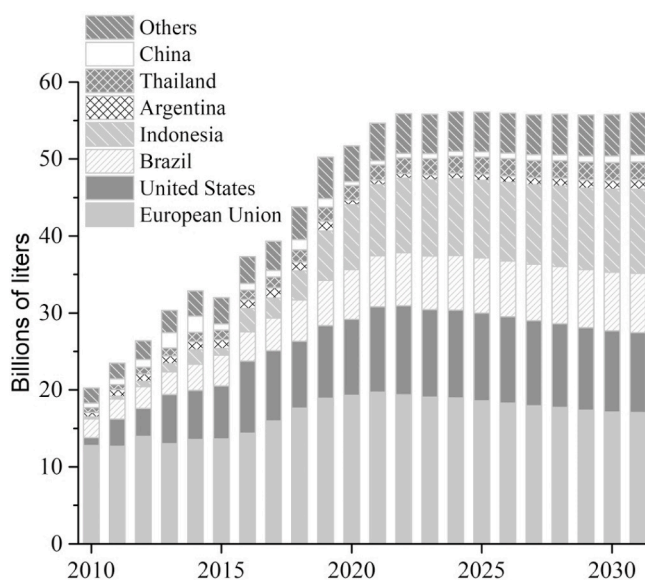 Others
China
Thailand
Argentina
Indonesia
Brazil
United States
European Union
Billions of liters
60
50
40
30
20
10
0
2010 2015 2020 2025 2030